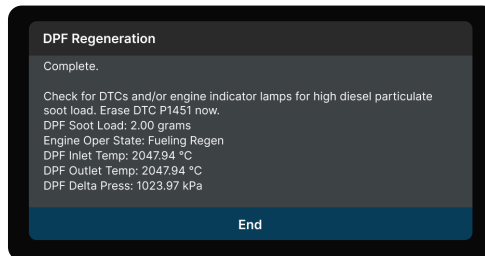 DPF Regeneration
Complete.
Check for DTCs and/or engine indicator lamps for high diesel particulate
soot load. Erase DTC P1451 now.
DPF Soot Load: 2.00 grams
Engine Oper State: Fueling Regen
DPF Inlet Temp: 2047.94 °C
DPF Outlet Temp: 2047.94 °C
DPF Delta Press: 1023.97 kPa
End